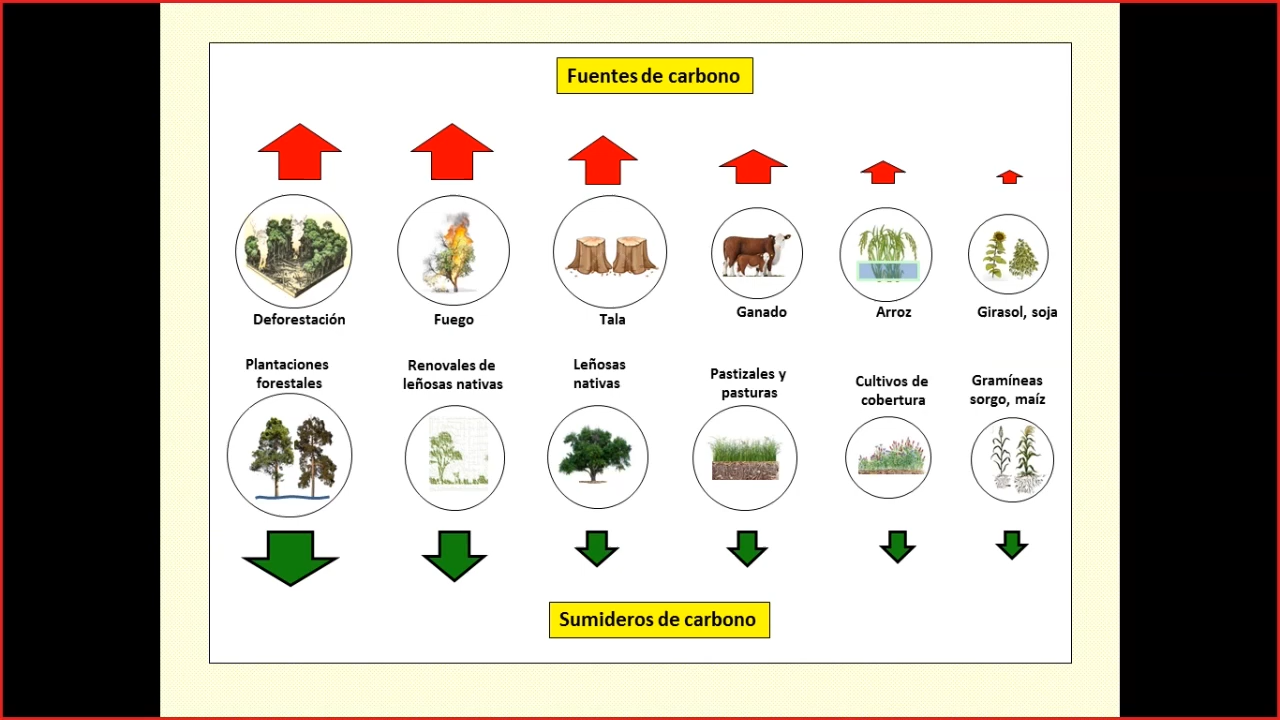 Fuentes de carbono
Deforestación
Fuego
Tala
Ganado
Arroz
Girasol, soja
Plantaciones
forestales
Renovales de
leñosas nativas
Leñosas
nativas
Pastizales y
pasturas
Cultivos de
cobertura
Gramíneas
sorgo, maíz
Sumideros de carbono